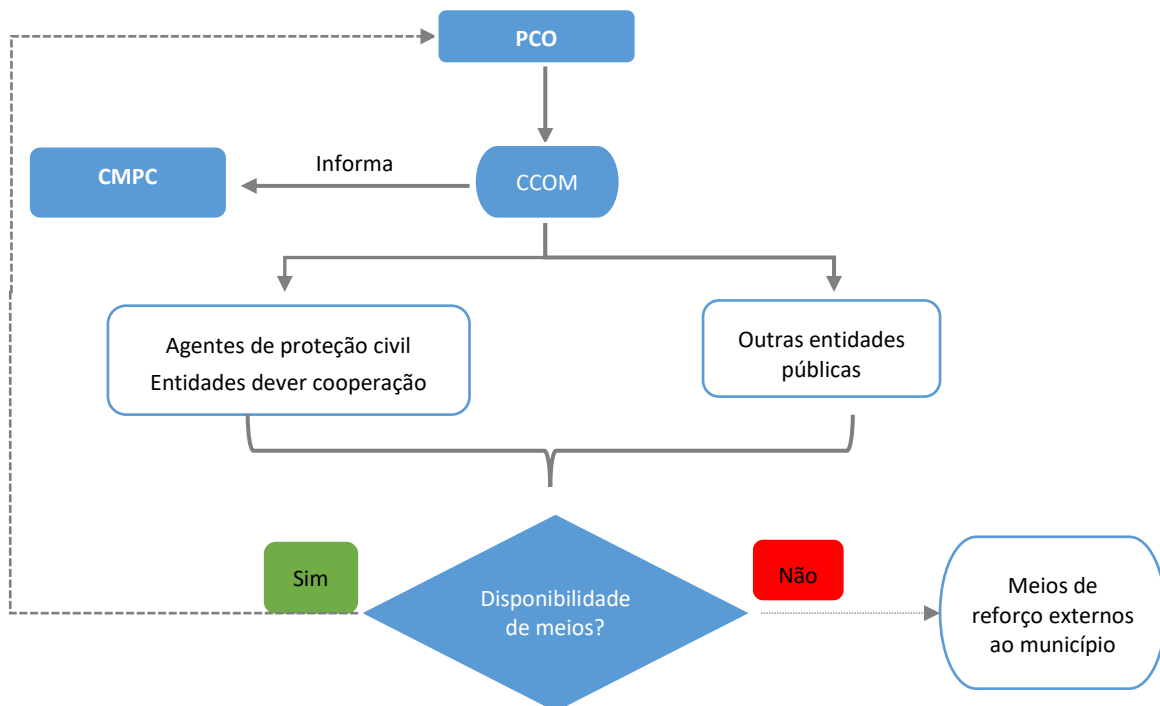 PCO
Informa
CMPC
CCOM
Agentes de proteção civil
Entidades dever cooperação
Outras entidades
públicas
Sim
Não
Disponibilidade
de meios?
Meios de
reforço externos
ao município